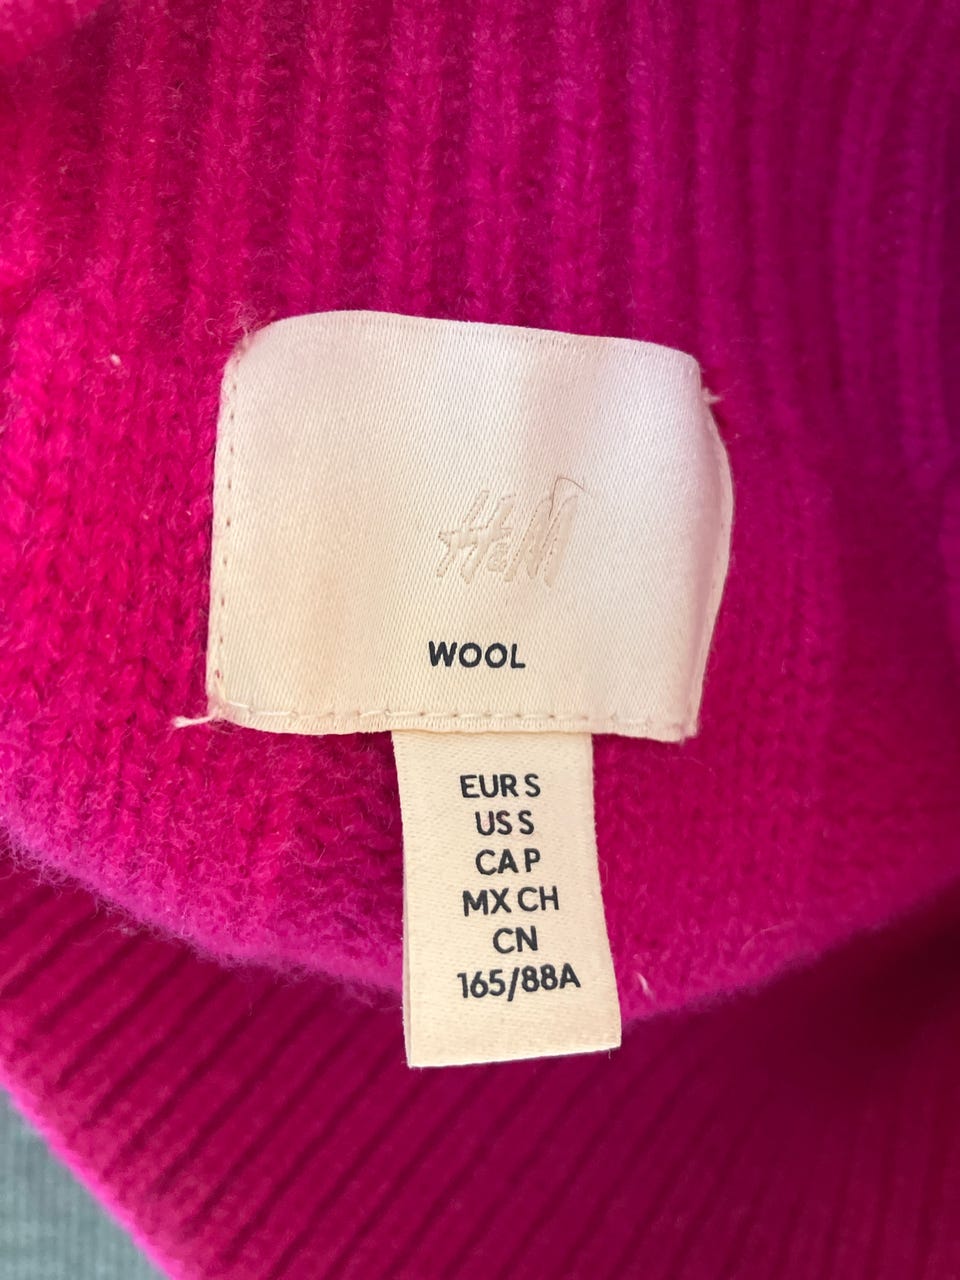 H&M
WOOL
EUR S
US S
CA P
MX CH
CN
165/88A